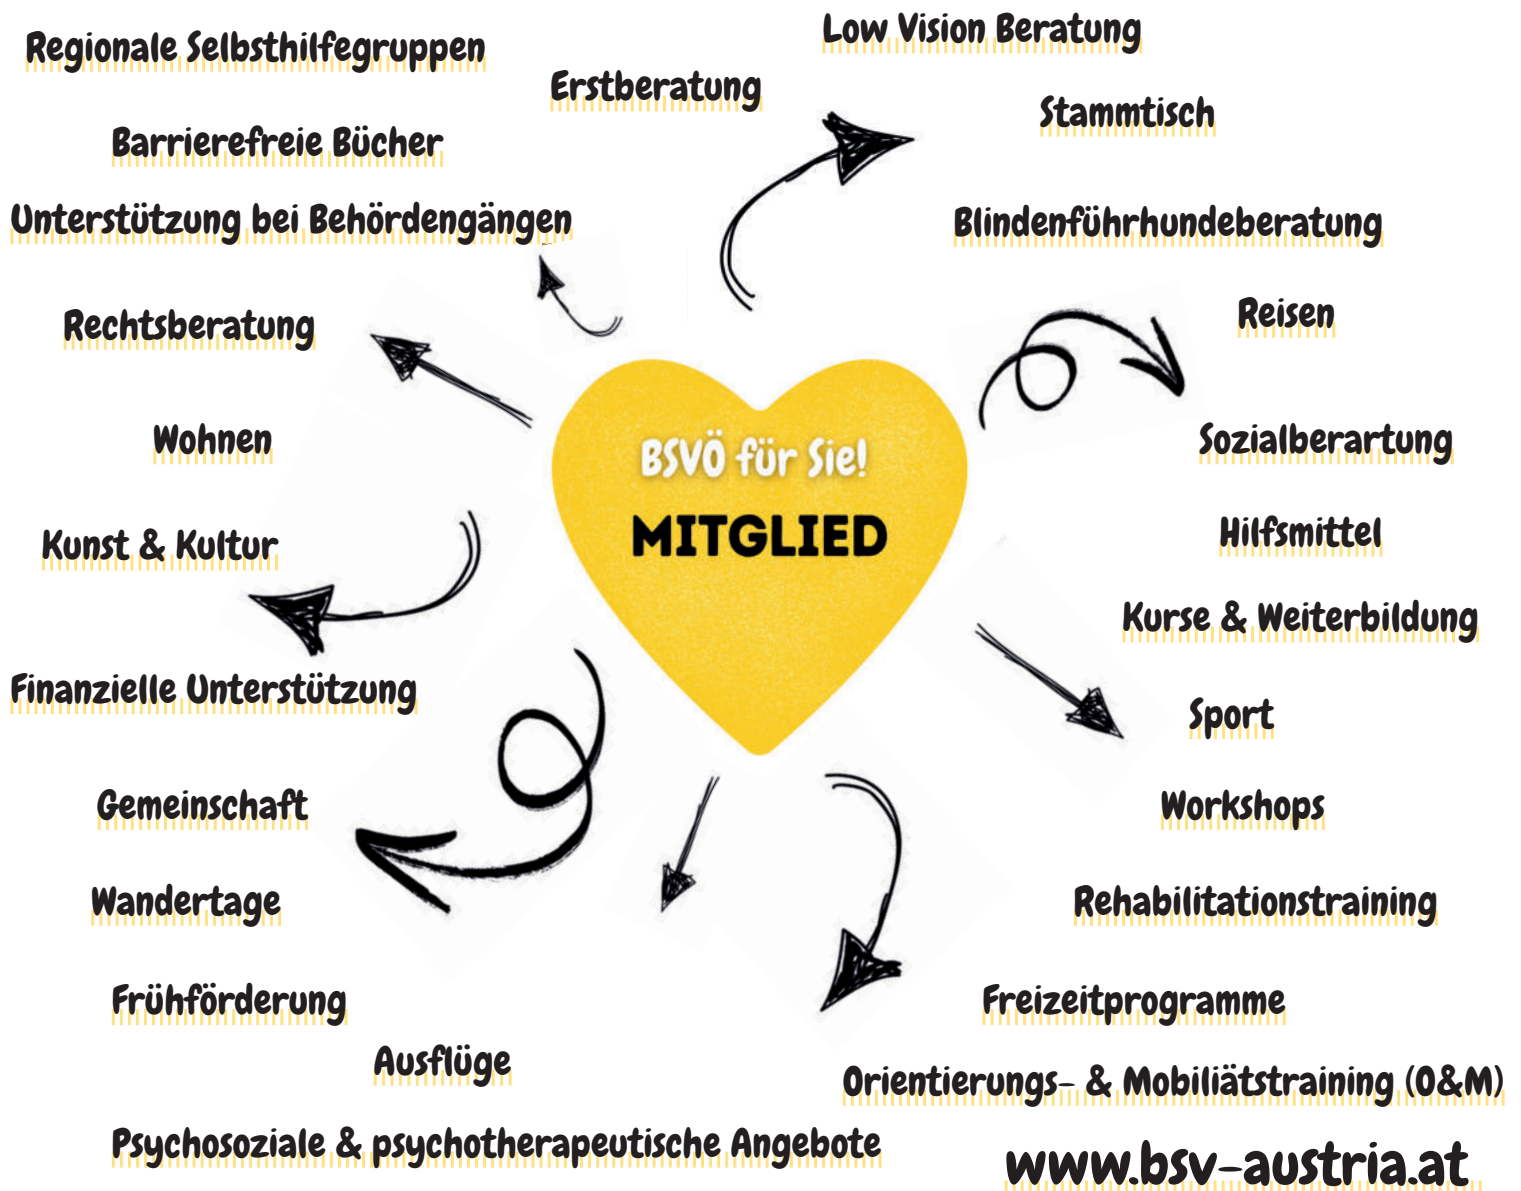 Regionale Selbsthilfegruppen
Erstberatung
Low Vision Beratung
Stammtisch
Barrierefreie Bücher
Unterstützung bei Behördengängen
Blindenführhundeberatung
Rechtsberatung
Reisen
Wohnen
Sozialberartung
BSVÖ für Sie!
MITGLIED
Kunst & Kultur
Hilfsmittel
Kurse & Weiterbildung
Finanzielle Unterstützung
Sport
Gemeinschaft
Workshops
Wandertage
Rehabilitationstraining
Frühförderung
Freizeitprogramme
Ausflüge
Orientierungs- & Mobiliätstraining (O&M)
Psychosoziale & psychotherapeutische Angebote
www.bsv-austria.at